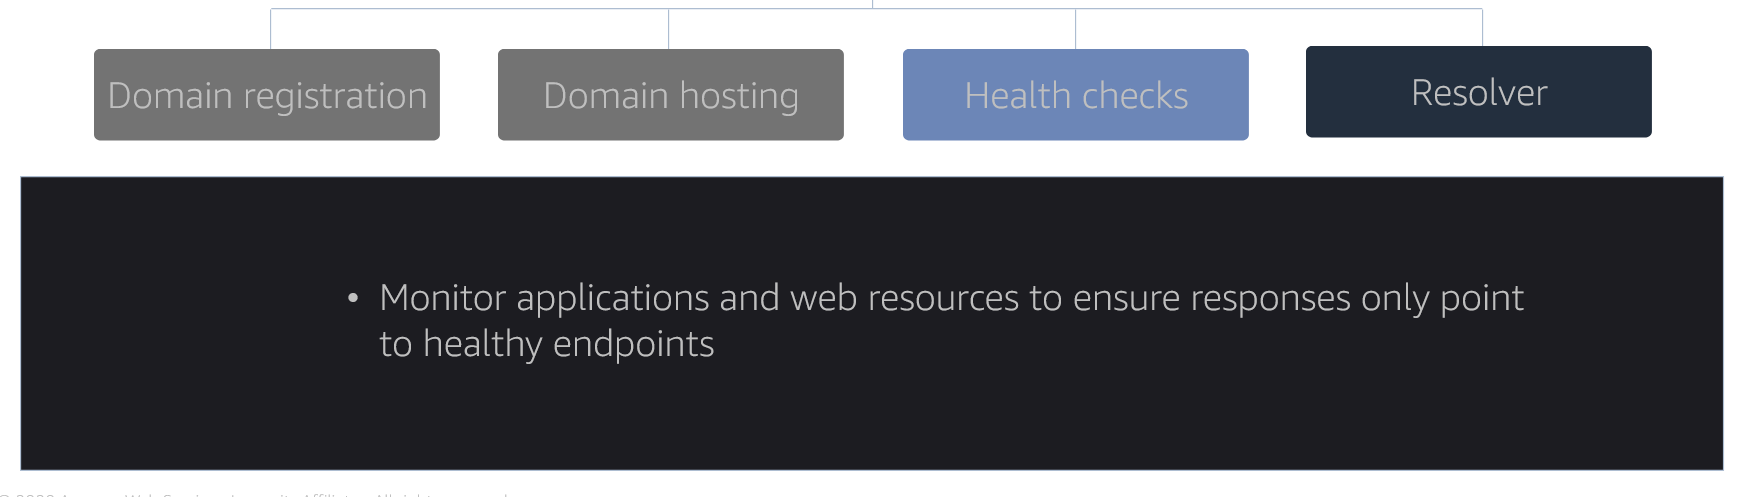 Domain registration
Domain hosting
Health checks
Resolver
• Monitor applications and web resources to ensure responses only point
to healthy endpoints